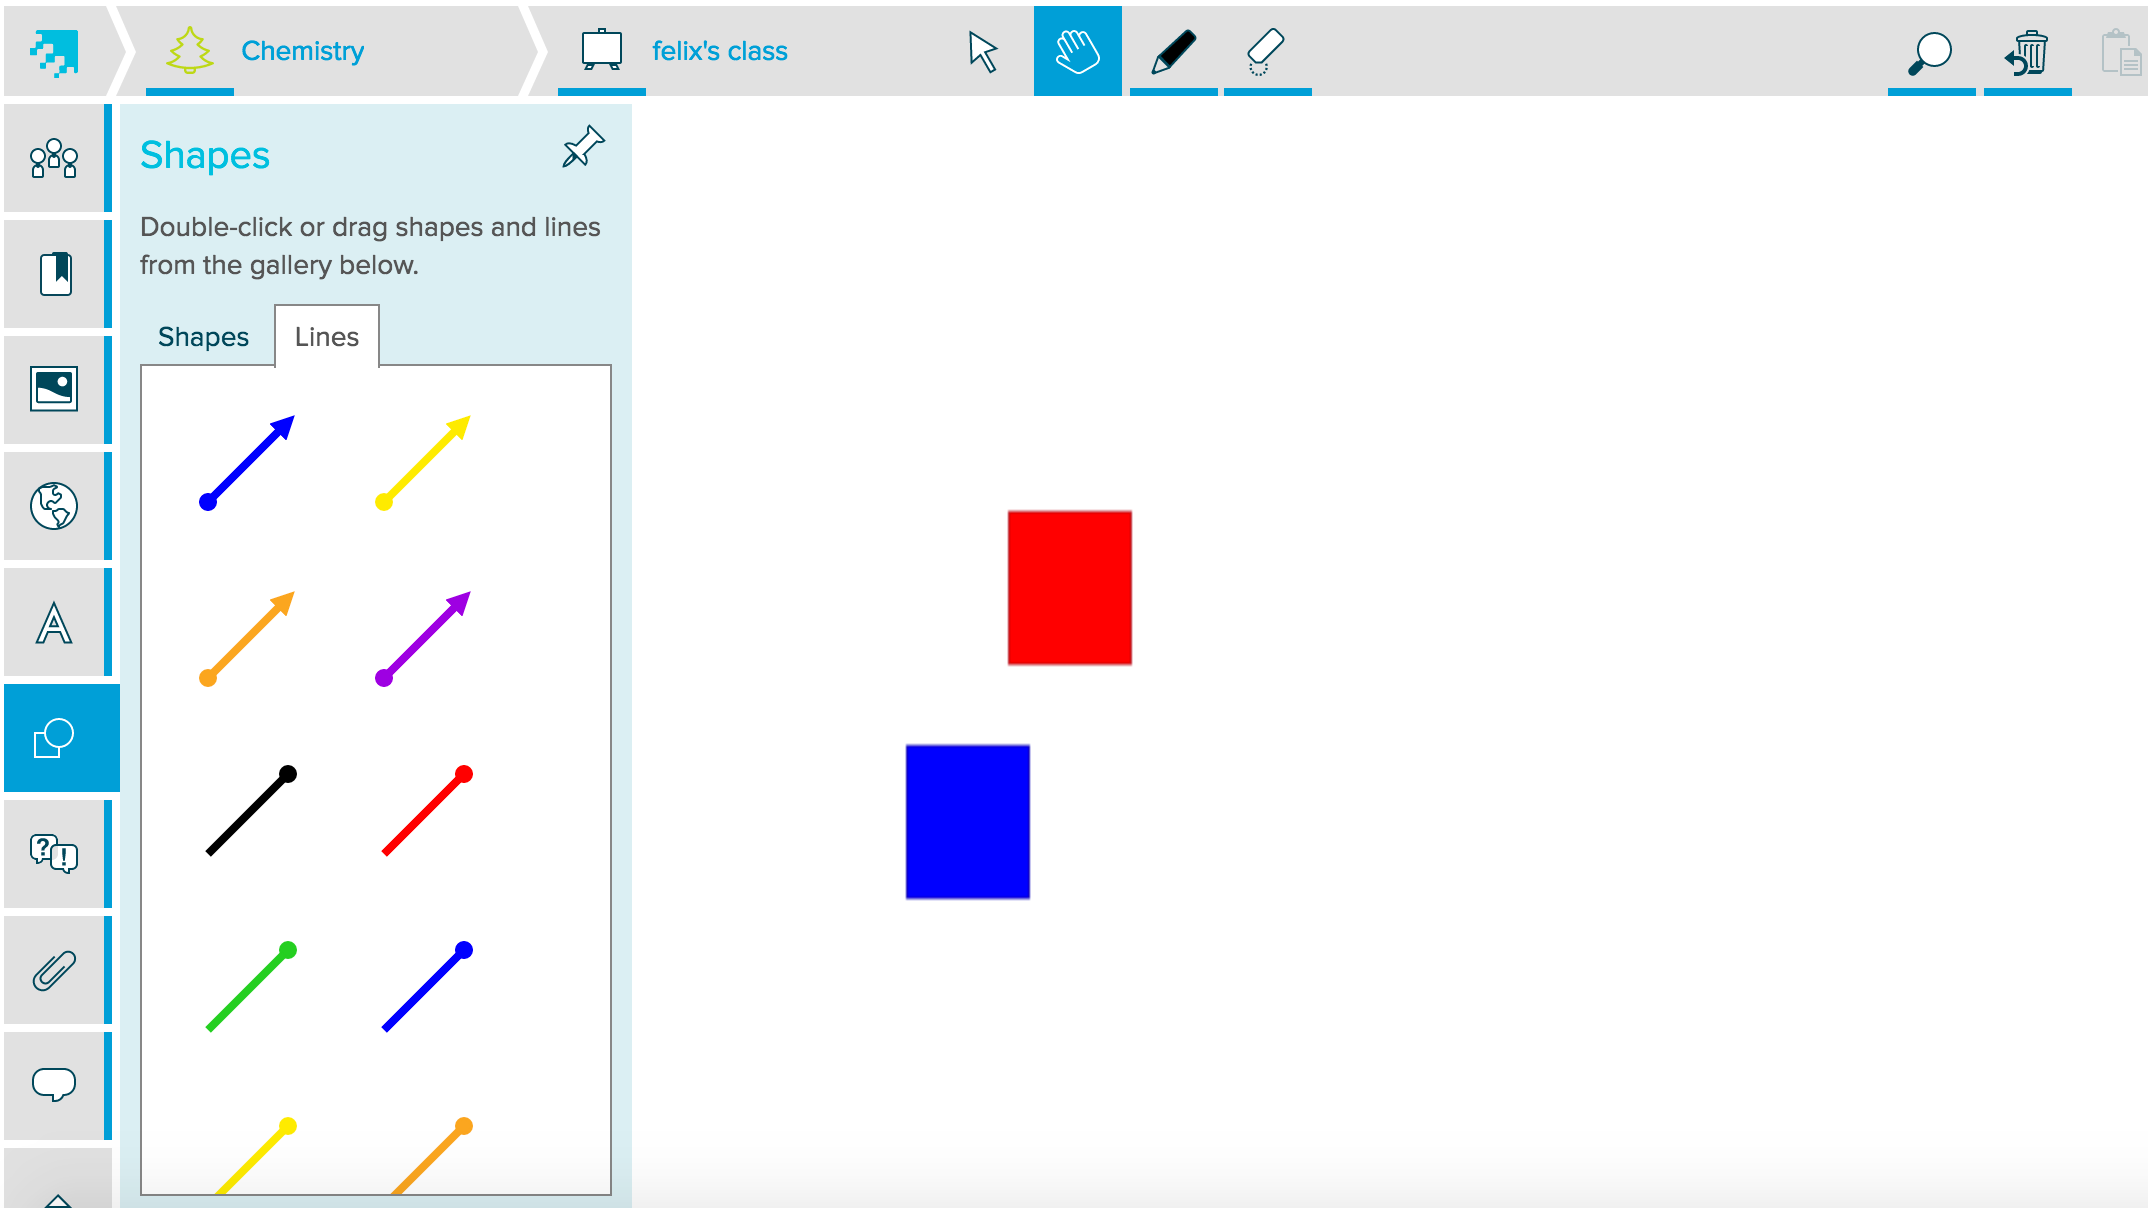 Chemistry
felix's class
Shapes
Double-click or drag shapes and lines
from the gallery below.
Shapes
Lines